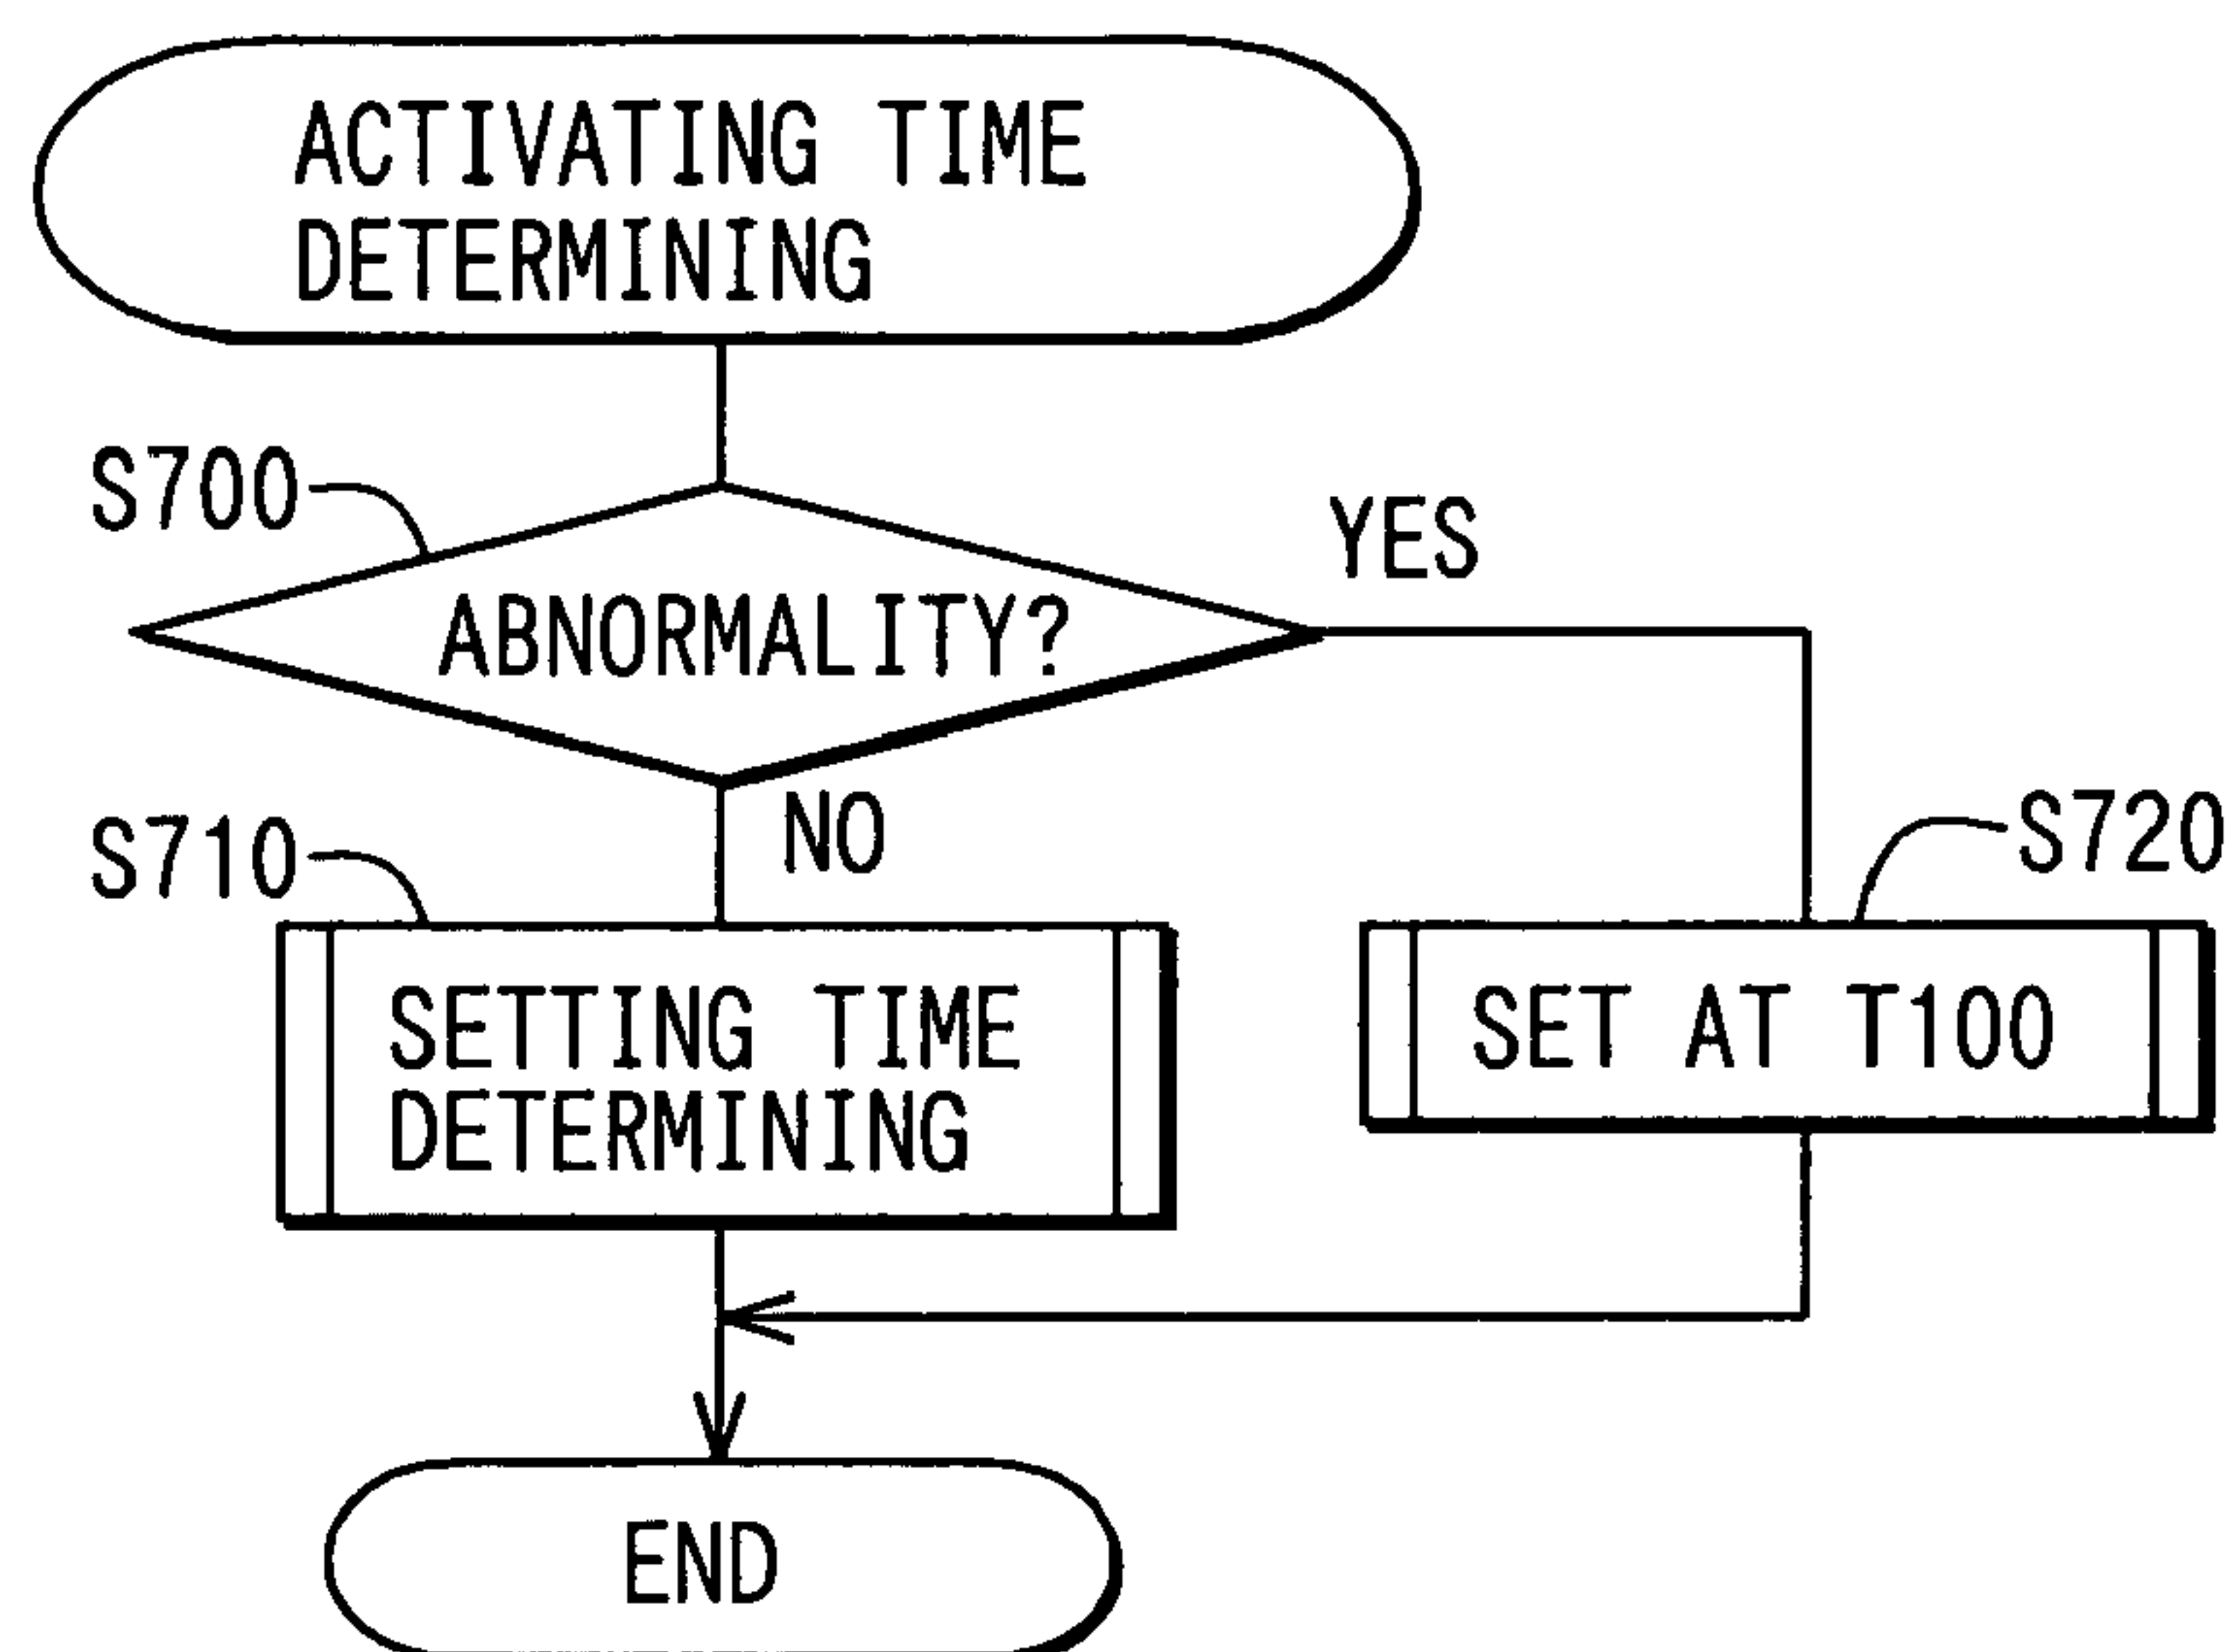 ACTIVATING TIME
DETERMINING
S700
YES
ABNORMALITY?
NO
S710
S720
SETTING TIME
DETERMINING
SET AT T100
END